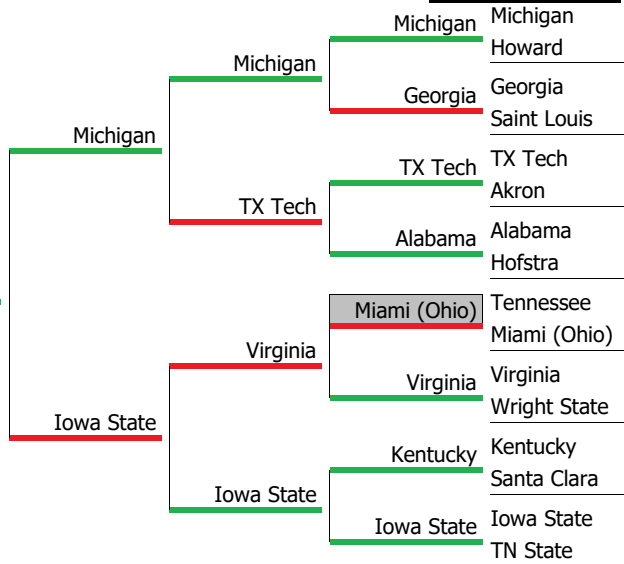 Michigan
Howard
Georgia
Saint Louis
TX Tech
Akron
Alabama
Hofstra
Tennessee
Miami (Ohio)
Virginia
Wright State
Kentucky
Santa Clara
Iowa State
TN State
Michigan
Georgia
TX Tech
Alabama
Miami (Ohio)
Virginia
Kentucky
Iowa State
Michigan
TX Tech
Virginia
Iowa State
Michigan
Iowa State